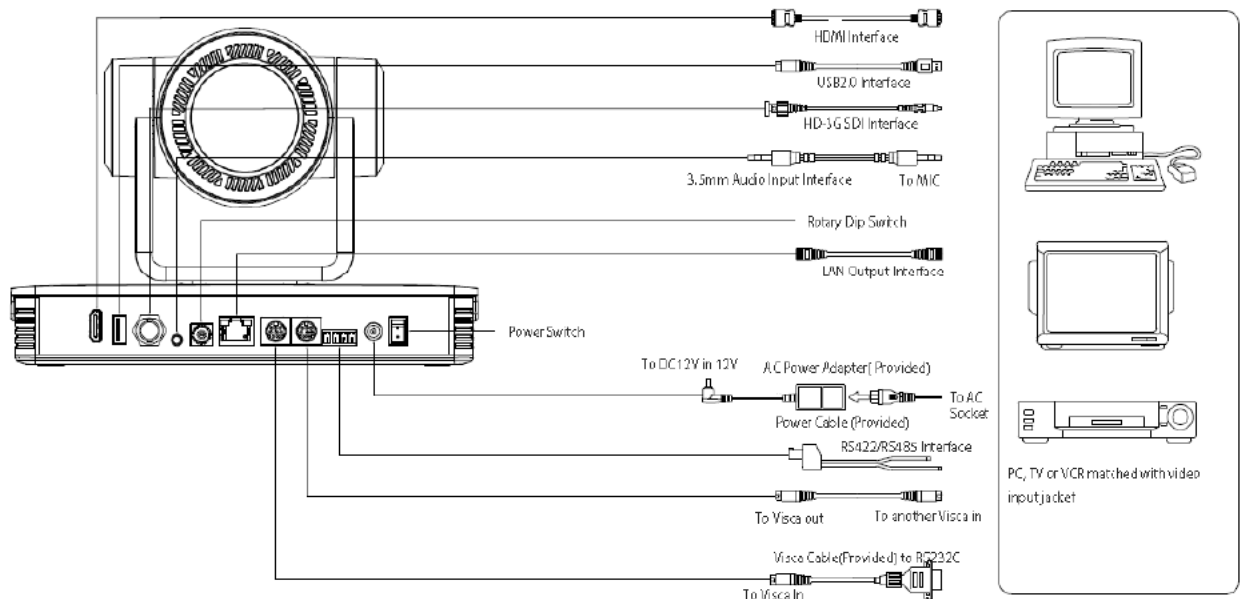 HDMI Interface
USB2.0 Interface
HD-3G SDI Interface
3.5mm Audio Input Interface To MIC
Rotary Dip Switch
LAN Output Interface
Power Switch
To DC12V in 12V AC Power Adapter( Provided)
To AC
Socket
Power Cable (Provided)
RS422/RS485 Interface
To Visca out To another Visca in
Visca Cable(Provided) to RS232C
To Visca In
PC, TV or VCR matched with video
input jacket